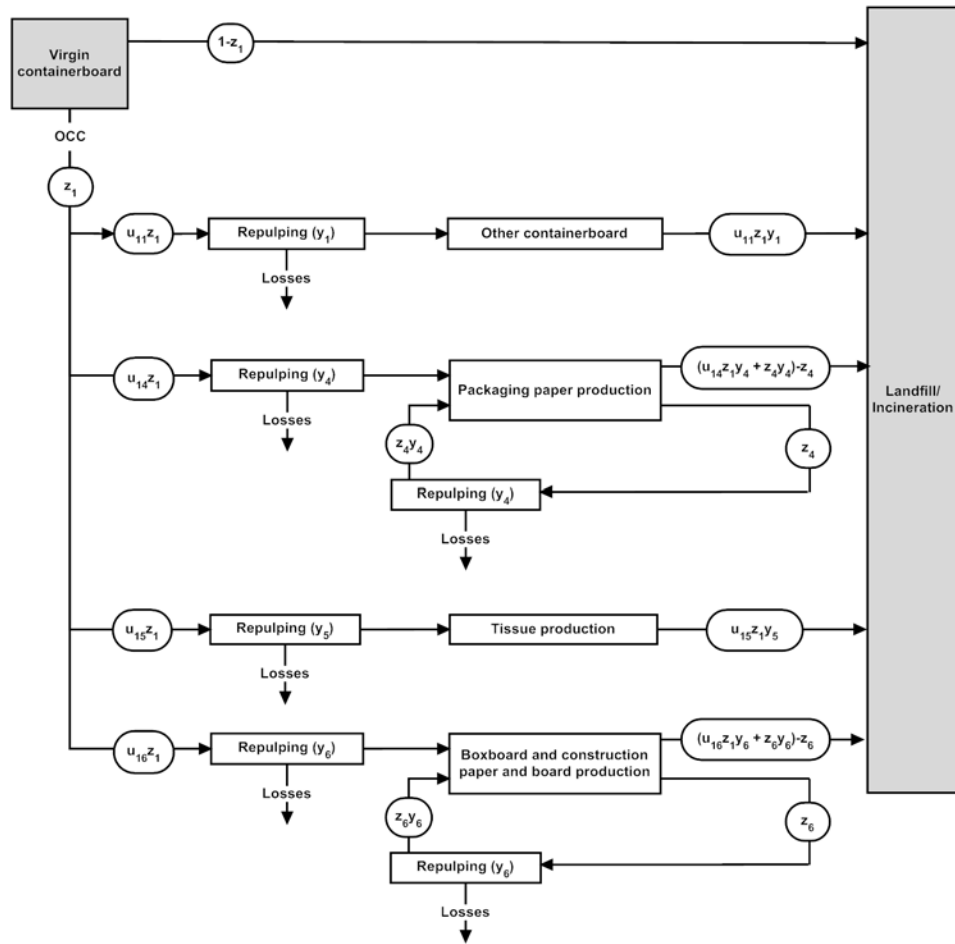 Virgin
containerboard
1-z₁
OCC
z₁
u₁₁z₁
Repulping (y₁)
Other containerboard
u₁₁z₁y₁
Losses
u₁₄z₁
Repulping (y₄)
Packaging paper production
(u₁₄z₁y₄ + z₄y₄)-z₄
Landfill/
Incineration
Losses
z₄y₄
z₄
Repulping (y₄)
Losses
u₁₅z₁
Repulping (y₅)
Tissue production
u₁₅z₁y₅
Losses
u₁₆z₁
Repulping (y₆)
Boxboard and construction
paper and board production
(u₁₆z₁y₆ + z₆y₆)-z₆
Losses
z₆y₆
z₆
Repulping (y₆)
Losses